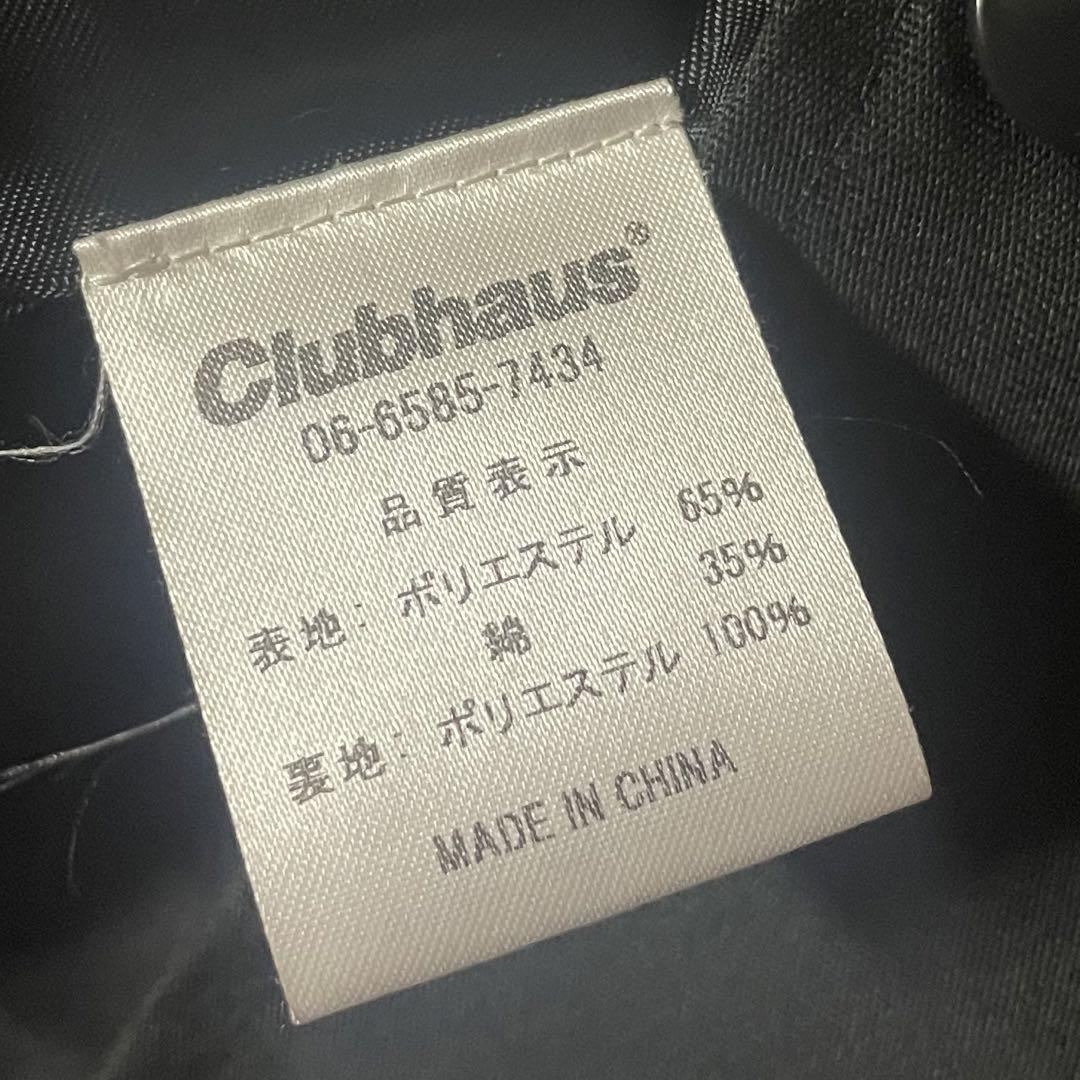 Clubhaus®
06-6585-7434
品質表示
表地: ポリエステル 65%
綿 35%
裏地: ポリエステル 100%
MADE IN CHINA